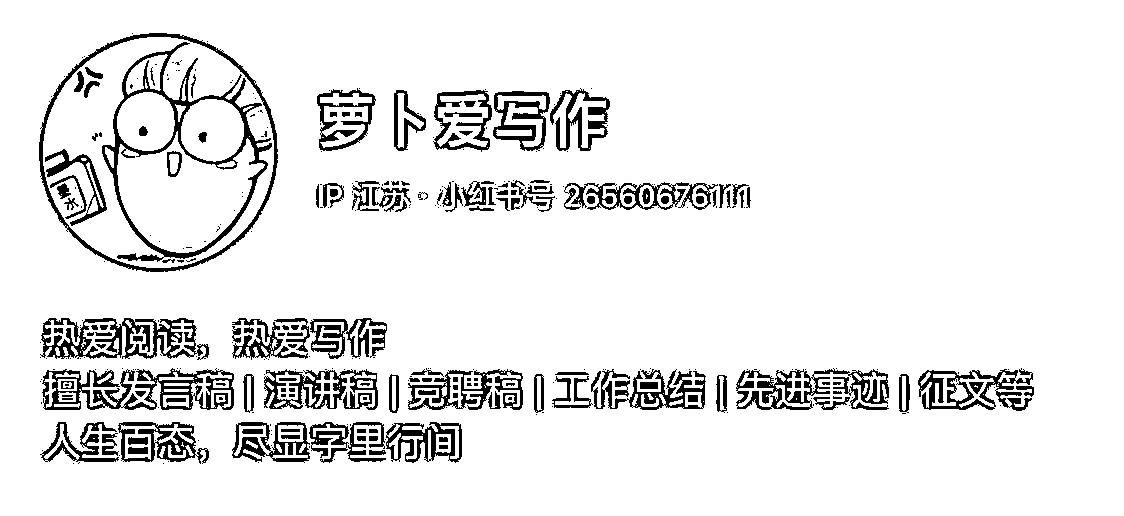 萝卜爱写作
IP 江苏 · 小红书号 26560676111
墨水
热爱阅读，热爱写作
擅长发言稿 | 演讲稿 | 竞聘稿 | 工作总结 | 先进事迹 | 征文等
人生百态，尽显字里行间